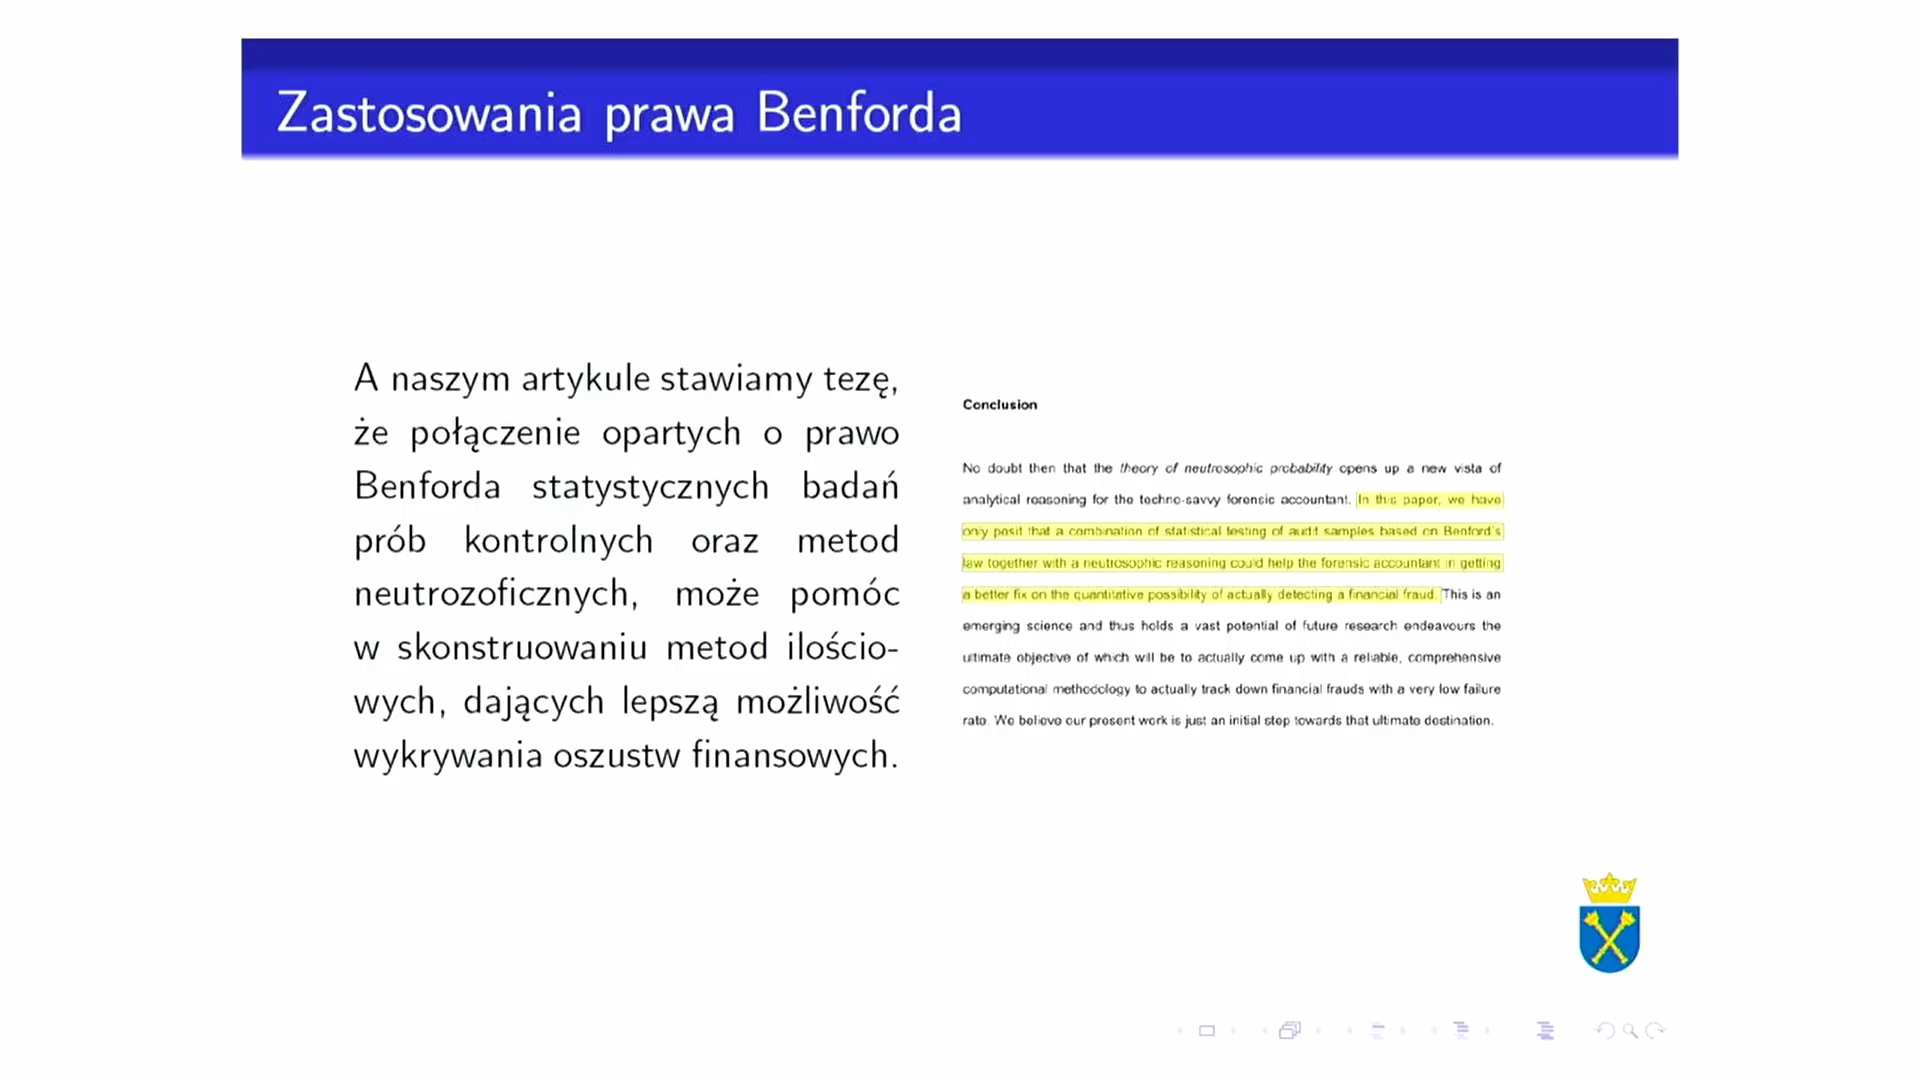 Zastosowania prawa Benforda
A naszym artykule stawiamy tezę,
że połączenie opartych o prawo
Benforda statystycznych badań
prób kontrolnych oraz metod
neutrozoficznych, może pomóc
w skonstruowaniu metod ilościo-
wych, dających lepszą możliwość
wykrywania oszustw finansowych.
Conclusion
No doubt then that the theory of neutrosophic probability opens up a new vista of
analytical reasoning for the techno-savvy forensic accountant. In this paper, we have
only posit that a combination of statistical testing of audit samples based on Benford's
law together with a neutrosophic reasoning could help the forensic accountant in getting
a better fix on the quantitative possibility of actually detecting a financial fraud. This is an
emerging science and thus holds a vast potential of future research endeavours the
ultimate objective of which will be to actually come up with a reliable, comprehensive
computational methodology to actually track down financial frauds with a very low failure
rate. We believe our present work is just an initial step towards that ultimate destination.